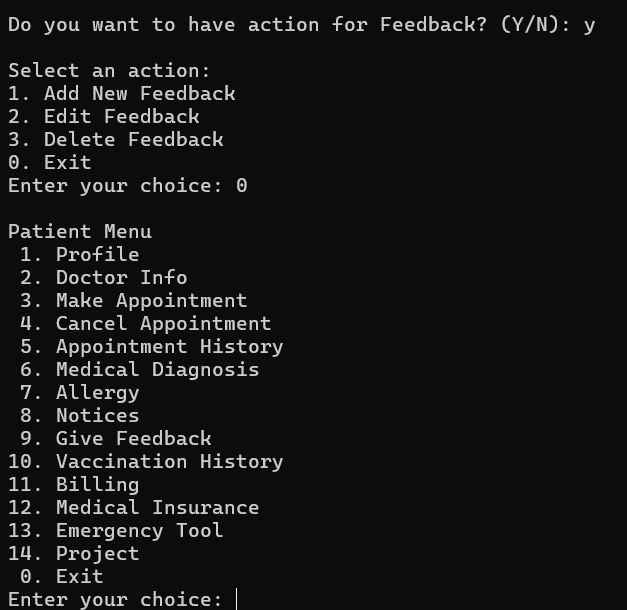 Do you want to have action for Feedback? (Y/N): y
Select an action:
1. Add New Feedback
2. Edit Feedback
3. Delete Feedback
0. Exit
Enter your choice: 0
Patient Menu
1. Profile
2. Doctor Info
3. Make Appointment
4. Cancel Appointment
5. Appointment History
6. Medical Diagnosis
7. Allergy
8. Notices
9. Give Feedback
10. Vaccination History
11. Billing
12. Medical Insurance
13. Emergency Tool
14. Project
0. Exit
Enter your choice: